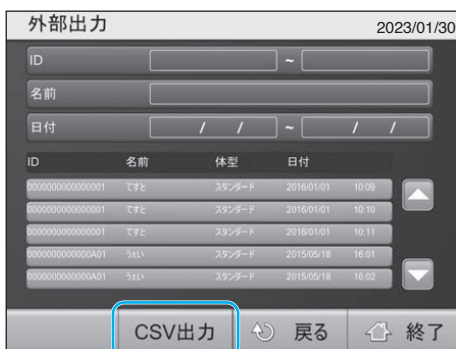 外部出力 2023/01/30
ID ~
名前
日付 / / ~ / /
ID 名前 体型 日付
0000000000000001 てすと スタンダード 2016/01/01 10:09
0000000000000001 てすと スタンダード 2016/01/01 10:10
0000000000000001 てすと スタンダード 2016/01/01 10:11
0000000000000A01 うえい スタンダード 2015/05/18 16:01
0000000000000A01 うえい スタンダード 2015/05/18 16:02
CSV出力 戻る 終了